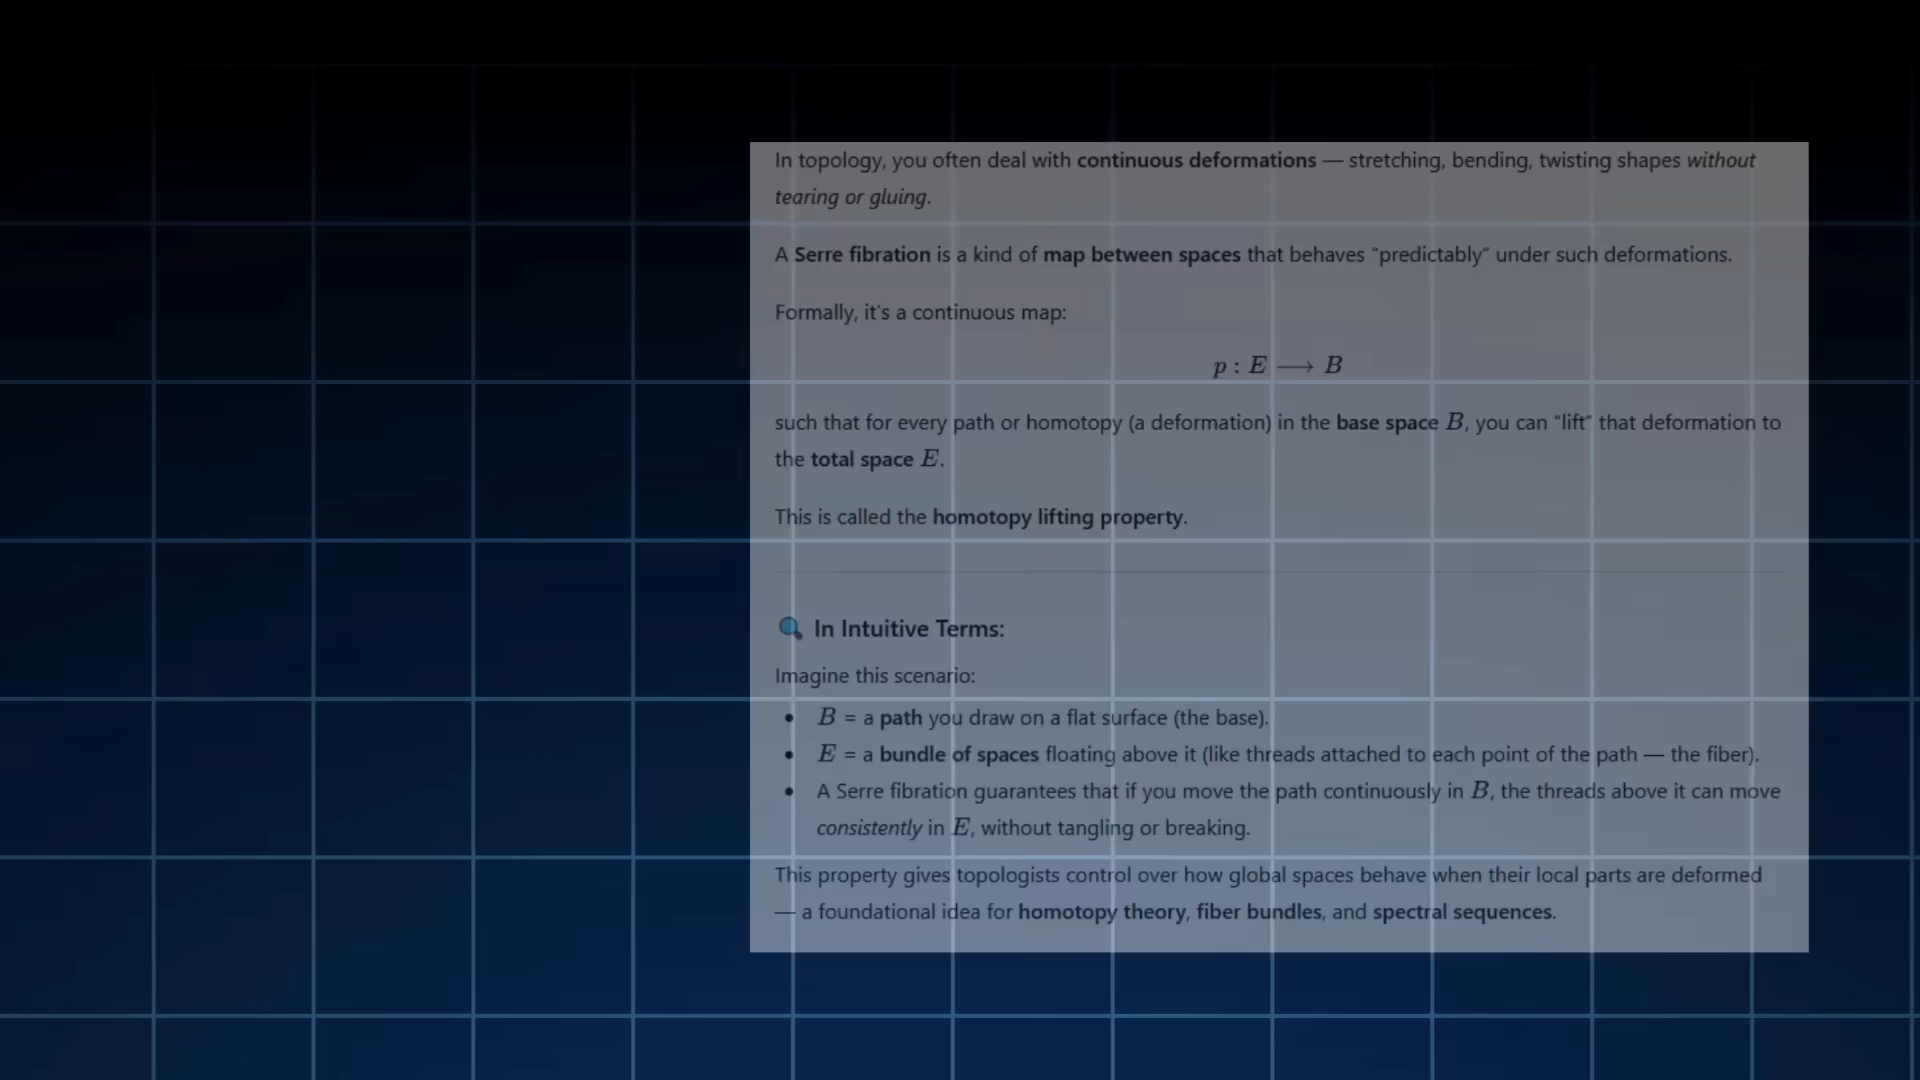 In topology, you often deal with continuous deformations — stretching, bending, twisting shapes without
tearing or gluing.
A Serre fibration is a kind of map between spaces that behaves “predictably” under such deformations.
Formally, it's a continuous map:
p : E ⟶ B
such that for every path or homotopy (a deformation) in the base space B, you can “lift” that deformation to
the total space E.
This is called the homotopy lifting property.
🔍 In Intuitive Terms:
Imagine this scenario:
• B = a path you draw on a flat surface (the base).
• E = a bundle of spaces floating above it (like threads attached to each point of the path — the fiber).
• A Serre fibration guarantees that if you move the path continuously in B, the threads above it can move
consistently in E, without tangling or breaking.
This property gives topologists control over how global spaces behave when their local parts are deformed
— a foundational idea for homotopy theory, fiber bundles, and spectral sequences.